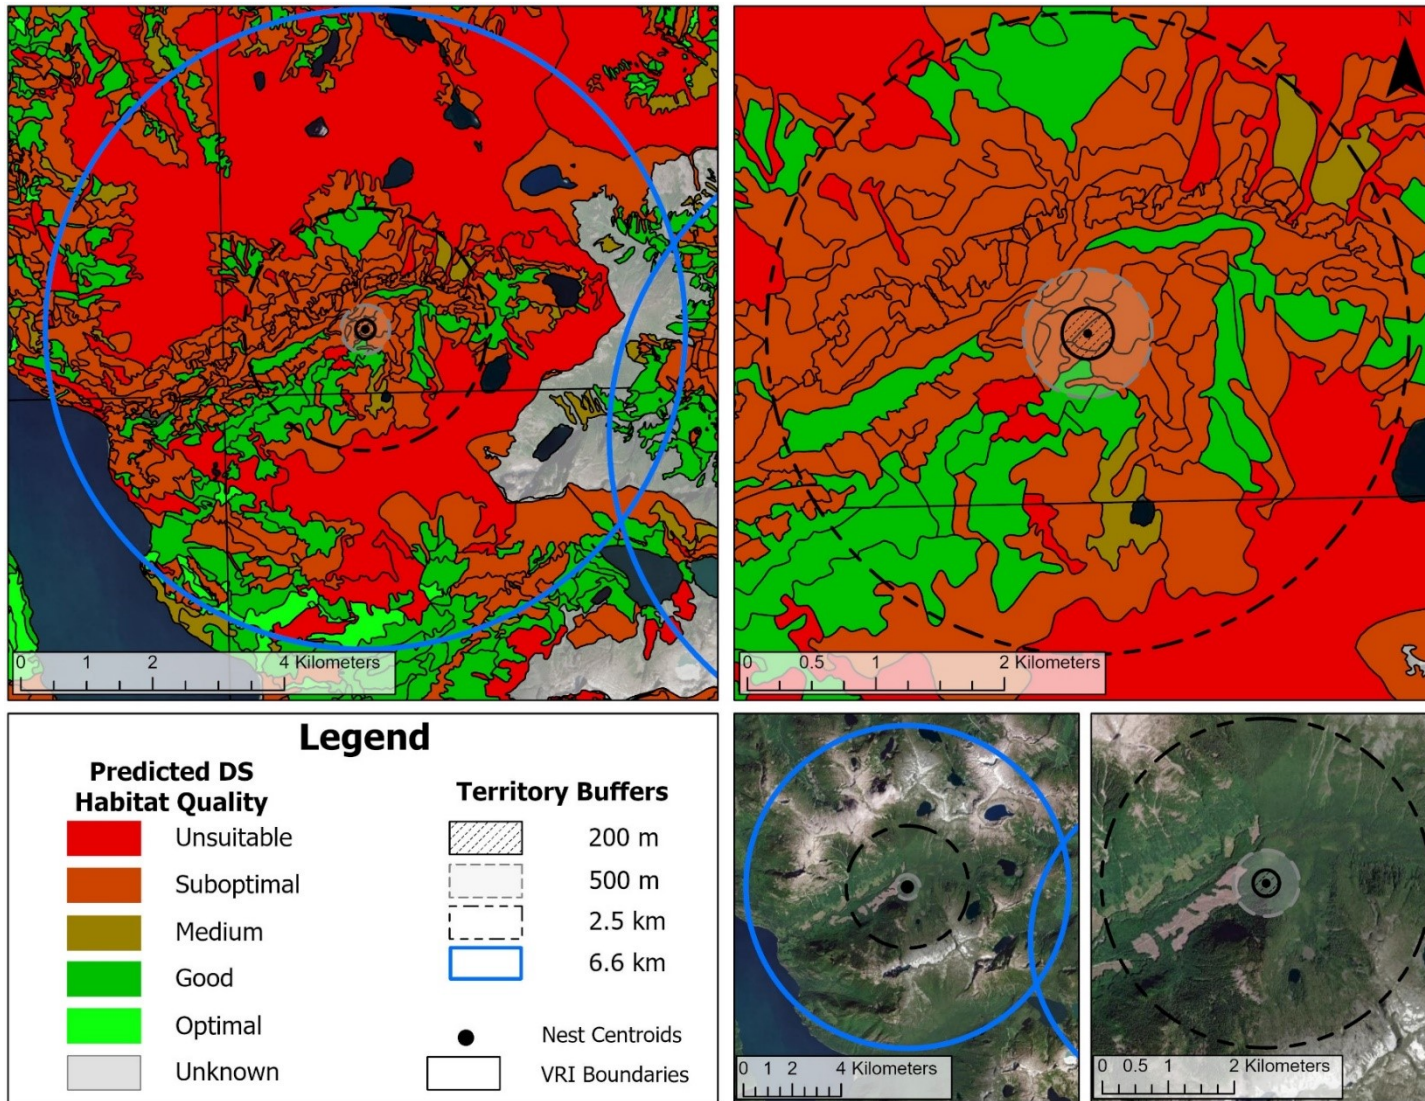 N
0 1 2 4 Kilometers
0 0.5 1 2 Kilometers
Legend
Predicted DS
Habitat Quality
Unsuitable
Suboptimal
Medium
Good
Optimal
Unknown
Territory Buffers
200 m
500 m
2.5 km
6.6 km
Nest Centroids
VRI Boundaries
0 1 2 4 Kilometers
0 0.5 1 2 Kilometers